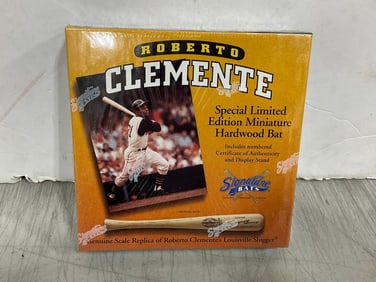 ROBERTO
CLEMENTE
Special Limited
Edition Miniature
Hardwood Bat
Includes numbered
Certificate of Authenticity
and Display Stand
Signature
BATS
Genuine Scale Replica of Roberto Clemente's Louisville Slugger®